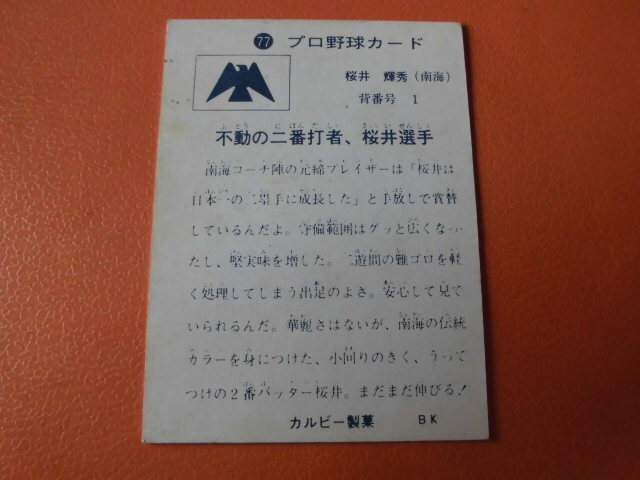 77 プロ野球カード
桜井 輝秀(南海)
背番号 1
不動の二番打者、桜井選手
南海コーチ陣の元締ブレイザーは「桜井は
日本一の二塁手に成長した」と手放しで賞賛
しているんだよ。守備範囲はグッと広くなっ
たし、堅実味を増した。二遊間の難ゴロを軽
く処理してしまう出足のよさ。安心して見て
いられるんだ。華麗さはないが、南海の伝統
カラーを身につけた、小回りのきく、うって
つけの2番バッター桜井。まだまだ伸びる!
カルビー製菓 BK